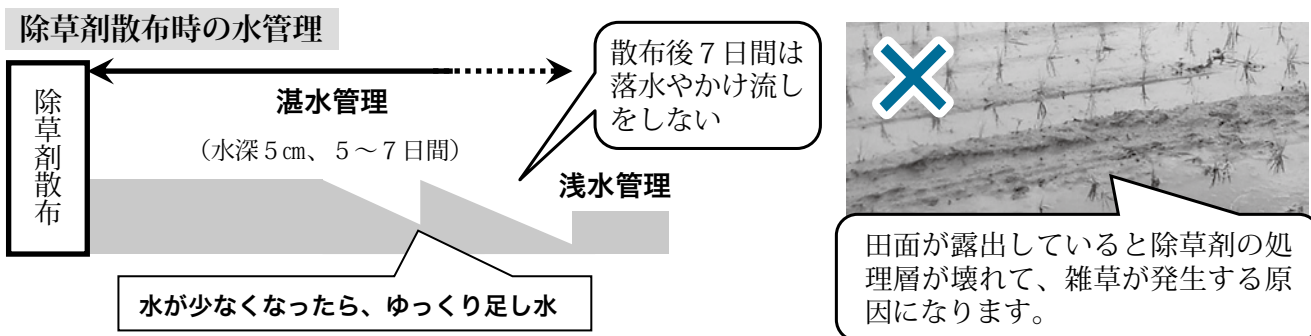 除草剤散布時の水管理
除草剤散布
湛水管理
（水深５㎝、５～７日間）
散布後７日間は
落水やかけ流し
をしない
浅水管理
水が少なくなったら、ゆっくり足し水
田面が露出していると除草剤の処
理層が壊れて、雑草が発生する原
因になります。